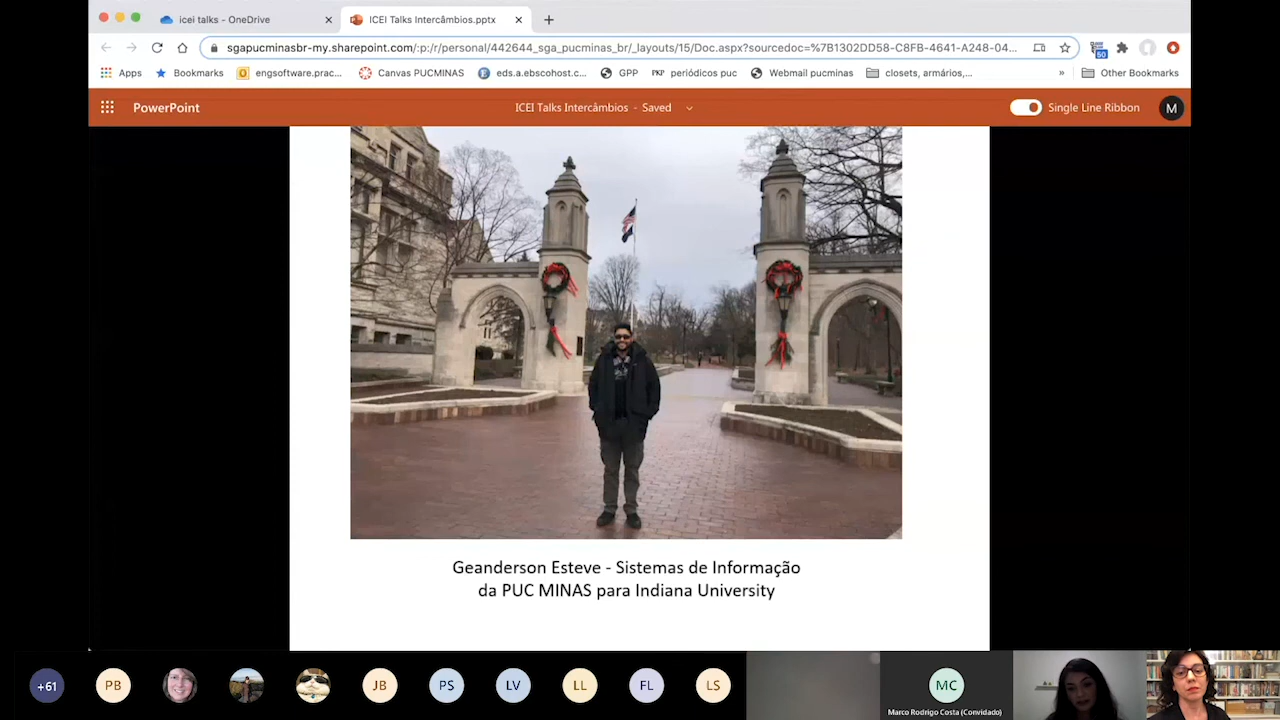 icei talks - OneDrive
ICEI Talks Intercâmbios.pptx
sgapucminasbr-my.sharepoint.com/:p:/r/personal/442644_sga_pucminas_br/_layouts/15/Doc.aspx?sourcedoc=%7B1302DD58-C8FB-4641-A248-04...
50
Apps
Bookmarks
engsoftware.prac...
Canvas PUCMINAS
eds.a.ebscohost.c...
GPP
PKP periódicos puc
Webmail pucminas
closets, armários,...
»
Other Bookmarks
PowerPoint
ICEI Talks Intercâmbios - Saved
Single Line Ribbon
M
Geanderson Esteve - Sistemas de Informação
da PUC MINAS para Indiana University
+61
PB
JB
PS
LV
LL
FL
LS
MC
Marco Rodrigo Costa (Convidado)